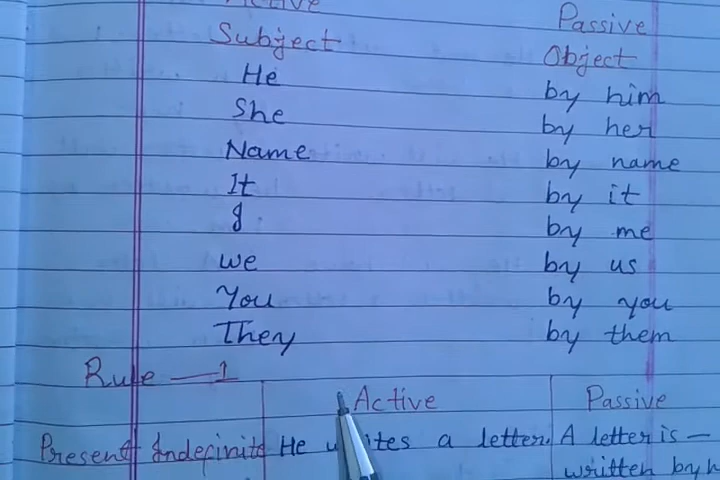 Active Passive
Subject Object
He by him
She by her
Name by name
It by it
I by me
we by us
You by you
They by them
Rule — 1
Active Passive
Present Indefinite He writes a letter. A letter is —
written by